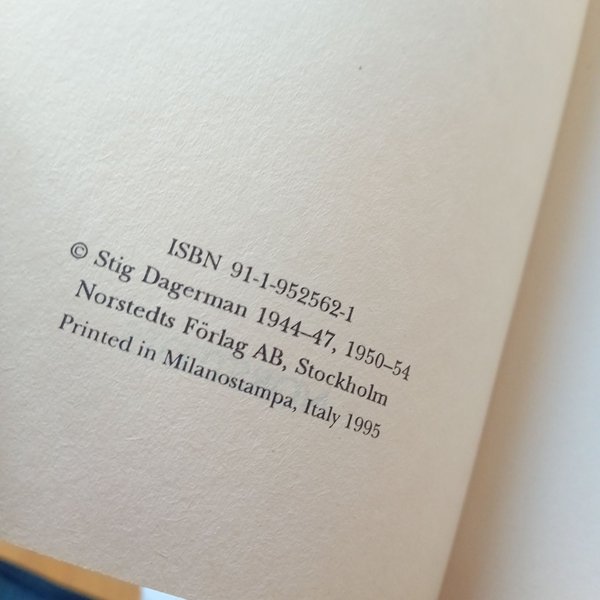 ISBN 91-1-952562-1
© Stig Dagerman 1944–47, 1950–54
Norstedts Förlag AB, Stockholm
Printed in Milanostampa, Italy 1995